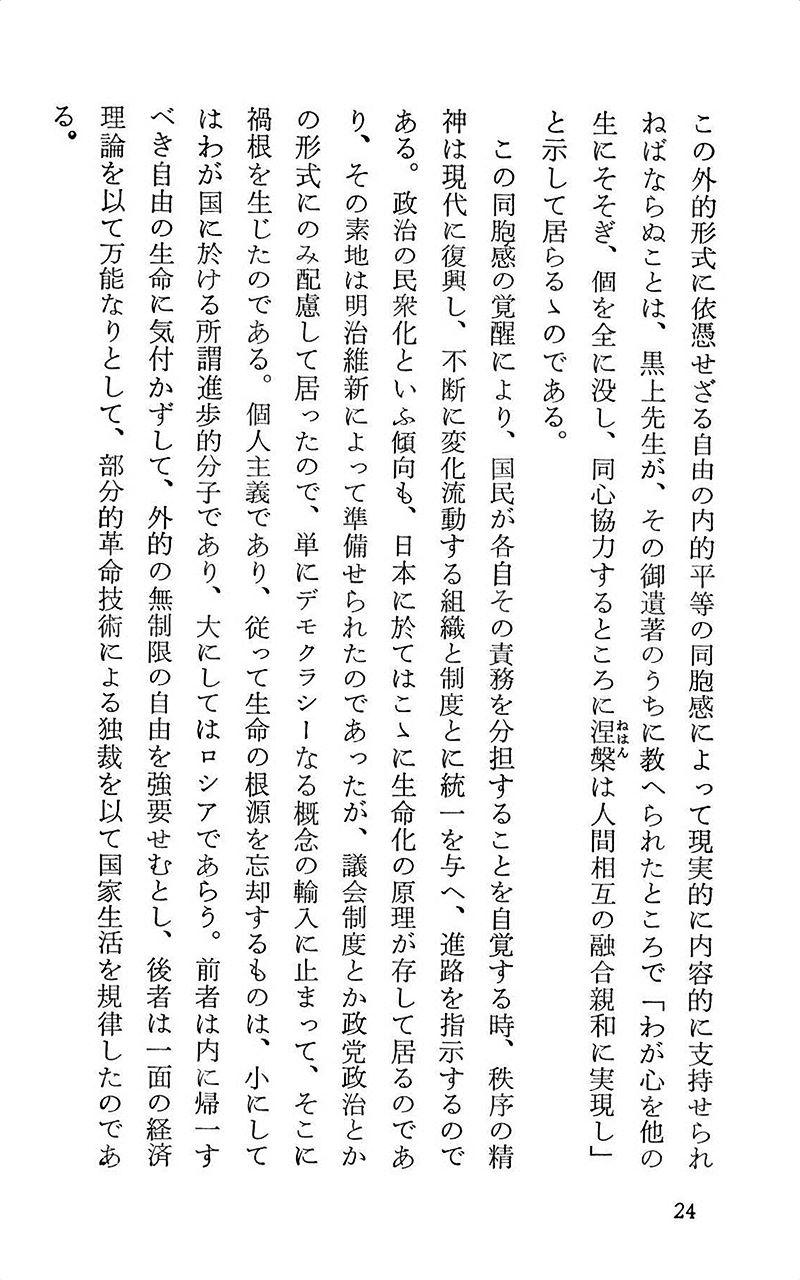 この外的形式に依憑せざる自由の内的平等の同胞感によって現実的に内容的に支持せられ
ねばならぬことは、黒上先生が、その御遺著のうちに教へられたところで「わが心を他の
生にそそぎ、個を全に没し、同心協力するところに涅槃は人間相互の融合親和に実現し」
ねはん
と示して居らるゝのである。
この同胞感の覚醒により、国民が各自その責務を分担することを自覚する時、秩序の精
神は現代に復興し、不断に変化流動する組織と制度とに統一を与へ、進路を指示するので
ある。政治の民衆化といふ傾向も、日本に於てはこゝに生命化の原理が存して居るのであ
り、その素地は明治維新によって準備せられたのであったが、議会制度とか政党政治とか
の形式にのみ配慮して居ったので、単にデモクラシーなる概念の輸入に止まって、そこに
禍根を生じたのである。個人主義であり、従って生命の根源を忘却するものは、小にして
はわが国に於ける所謂進歩的分子であり、大にしてはロシアであらう。前者は内に帰一す
べき自由の生命に気付かずして、外的の無制限の自由を強要せむとし、後者は一面の経済
理論を以て万能なりとして、部分的革命技術による独裁を以て国家生活を規律したのであ
る。
24